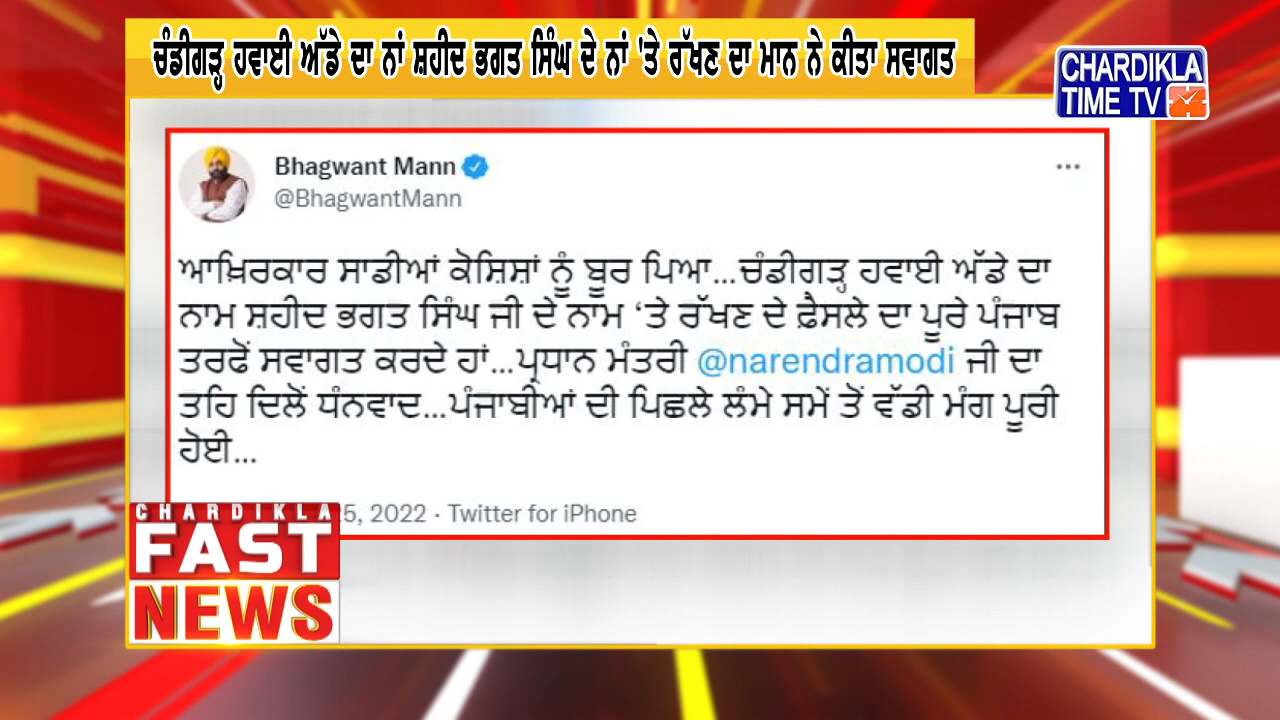 ਚੰਡੀਗੜ੍ਹ ਹਵਾਈ ਅੱਡੇ ਦਾ ਨਾਂ ਸ਼ਹੀਦ ਭਗਤ ਸਿੰਘ ਦੇ ਨਾਂ 'ਤੇ ਰੱਖਣ ਦਾ ਮਾਨ ਨੇ ਕੀਤਾ ਸਵਾਗਤ
CHARDIKLA
TIME TV
Bhagwant Mann
@BhagwantMann
ਆਖ਼ਿਰਕਾਰ ਸਾਡੀਆਂ ਕੋਸ਼ਿਸ਼ਾਂ ਨੂੰ ਬੂਰ ਪਿਆ...ਚੰਡੀਗੜ੍ਹ ਹਵਾਈ ਅੱਡੇ ਦਾ
ਨਾਮ ਸ਼ਹੀਦ ਭਗਤ ਸਿੰਘ ਜੀ ਦੇ ਨਾਮ ‘ਤੇ ਰੱਖਣ ਦੇ ਫ਼ੈਸਲੇ ਦਾ ਪੂਰੇ ਪੰਜਾਬ
ਤਰਫੋਂ ਸਵਾਗਤ ਕਰਦੇ ਹਾਂ...ਪ੍ਰਧਾਨ ਮੰਤਰੀ @narendramodi ਜੀ ਦਾ
ਤਹਿ ਦਿਲੋਂ ਧੰਨਵਾਦ...ਪੰਜਾਬੀਆਂ ਦੀ ਪਿਛਲੇ ਲੰਮੇ ਸਮੇਂ ਤੋਂ ਵੱਡੀ ਮੰਗ ਪੂਰੀ
ਹੋਈ...
25, 2022 · Twitter for iPhone
CHARDIKLA
FAST
NEWS